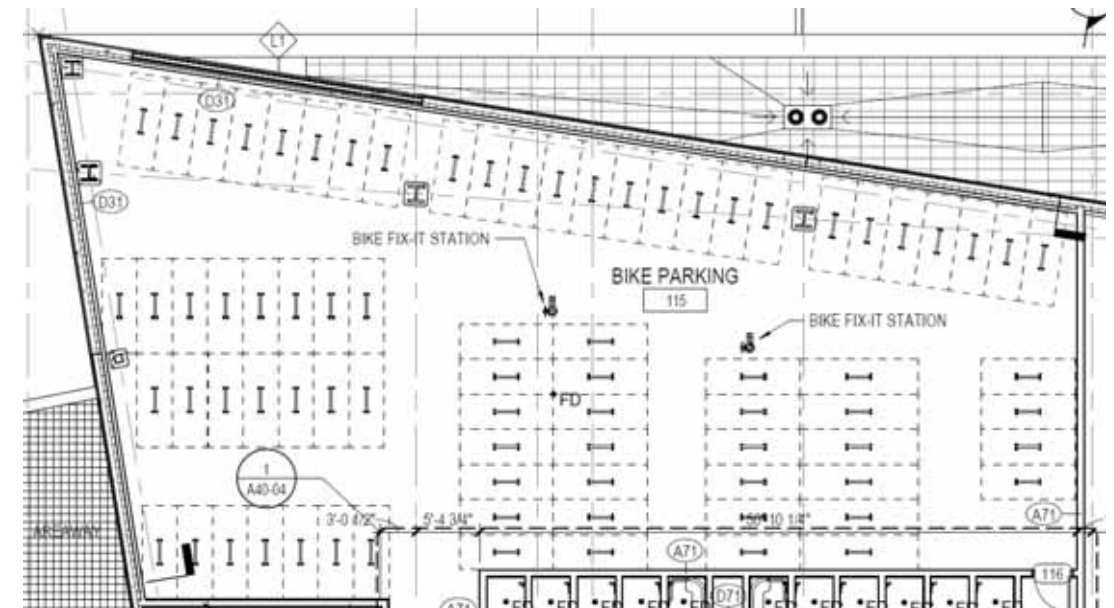 L1
D31
D31
BIKE FIX-IT STATION
BIKE PARKING
115
BIKE FIX-IT STATION
FD
1
A40-04
3'-0 1/2"
5'-4 3/4"
A71
A71
116
D71